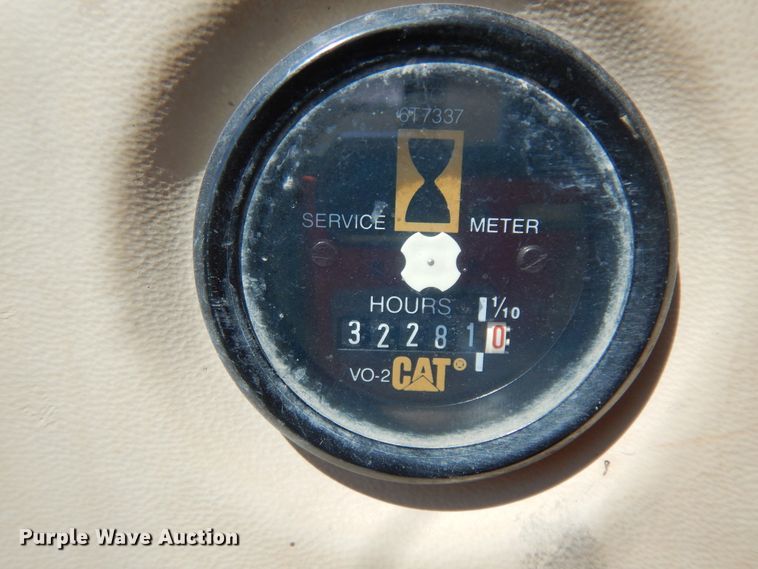 6T7337
SERVICE METER
HOURS 1/10
322810
VO-2 CAT®
Purple Wave Auction